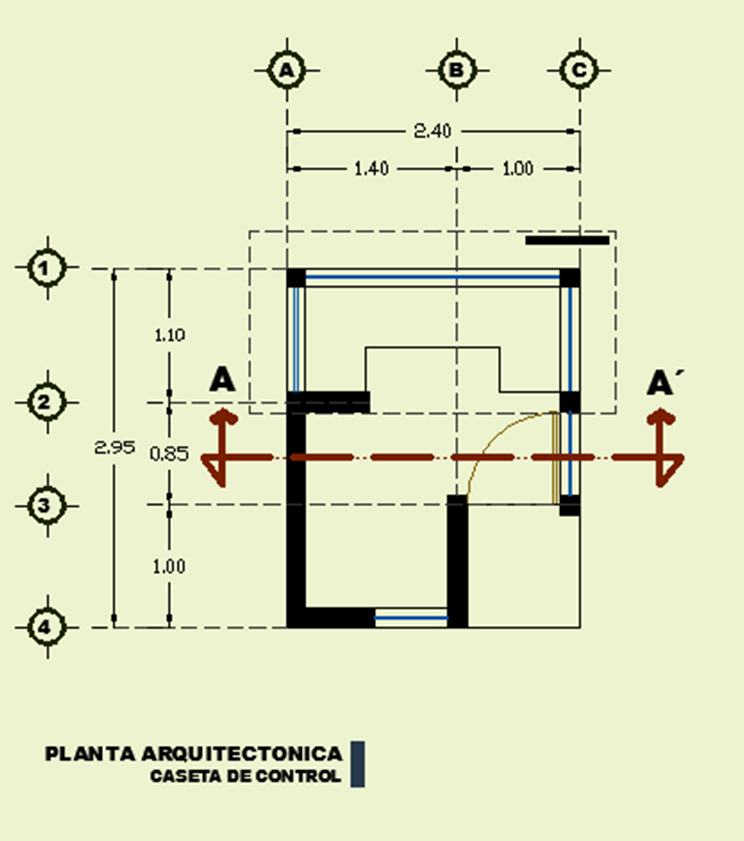 A B C
2.40
1.40 1.00
1
1.10
A A´
2
2.95 0.85
3
1.00
4
PLANTA ARQUITECTONICA
CASETA DE CONTROL